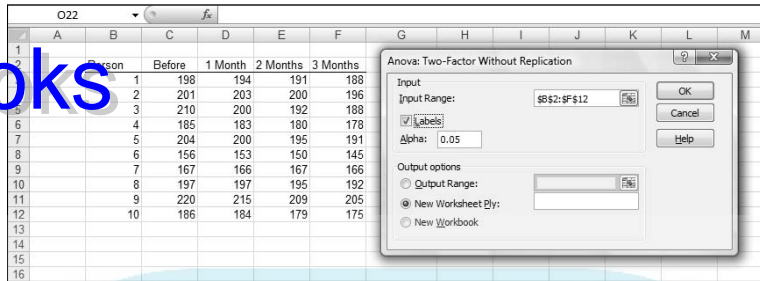 O22
fx
A B C D E F G H I J K L M
1
2 Person Before 1 Month 2 Months 3 Months
1 198 194 191 188
2 201 203 200 196
5 3 210 200 192 188
6 4 185 183 180 178
7 5 204 200 195 191
8 6 156 153 150 145
9 7 167 166 167 166
10 8 197 197 195 192
11 9 220 215 209 205
12 10 186 184 179 175
13
14
15
16
oks
Anova: Two-Factor Without Replication
Input
Input Range: $B$2:$F$12
Labels
Alpha: 0.05
OK
Cancel
Help
Output options
Output Range:
New Worksheet Ply:
New Workbook